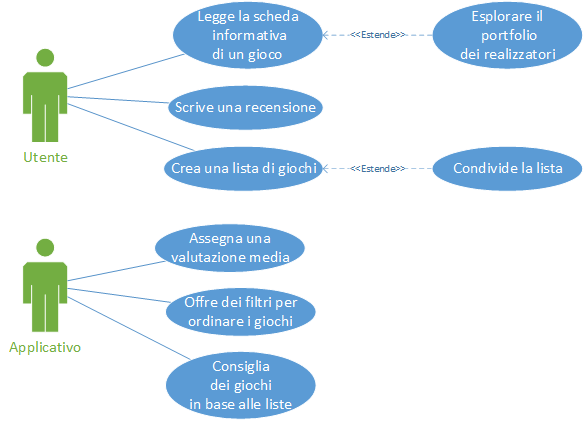 Legge la scheda
informativa
di un gioco
<<Estende>>
Esplorare il
portfolio
dei realizzatori
Scrive una recensione
Utente
Crea una lista di giochi
<<Estende>>
Condivide la lista
Assegna una
valutazione media
Offre dei filtri per
ordinare i giochi
Applicativo
Consiglia
dei giochi
in base alle liste